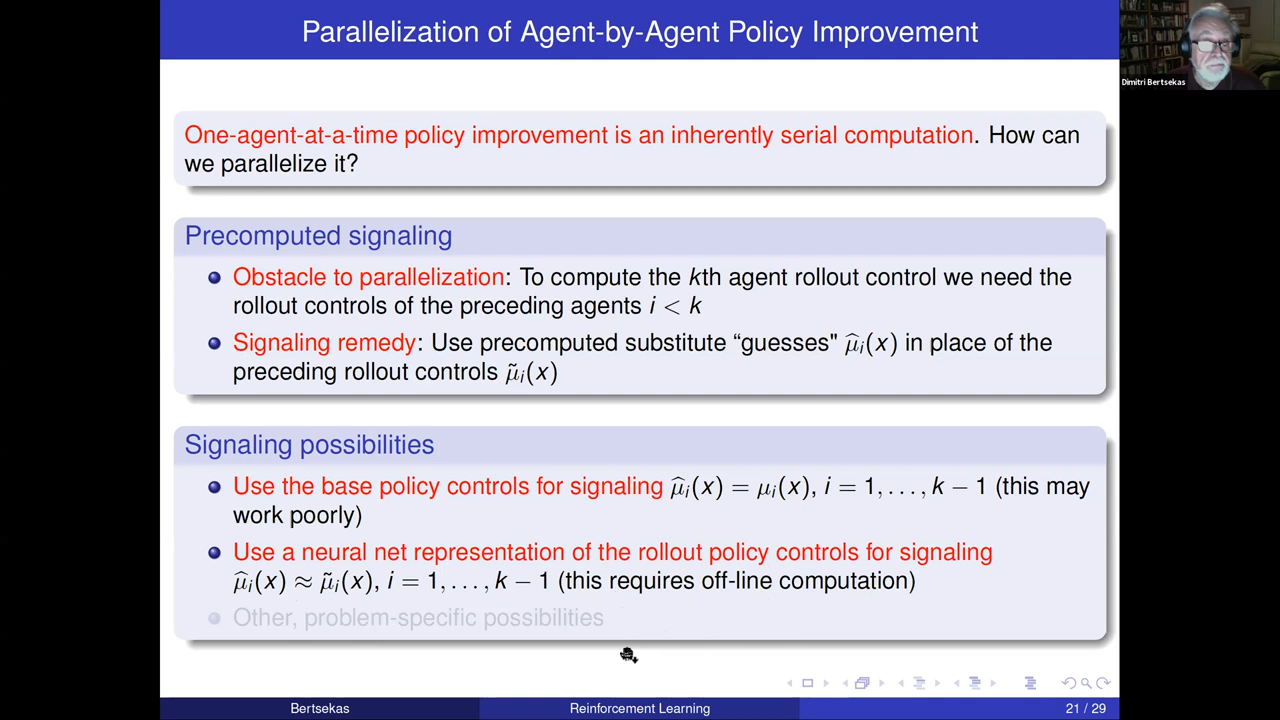 Parallelization of Agent-by-Agent Policy Improvement
Dimitri Bertsekas
One-agent-at-a-time policy improvement is an inherently serial computation. How can
we parallelize it?
Precomputed signaling
Obstacle to parallelization: To compute the kth agent rollout control we need the
rollout controls of the preceding agents i < k
Signaling remedy: Use precomputed substitute “guesses" μ̂ᵢ(x) in place of the
preceding rollout controls μ̃ᵢ(x)
Signaling possibilities
Use the base policy controls for signaling μ̂ᵢ(x) = μᵢ(x), i = 1, . . . , k − 1 (this may
work poorly)
Use a neural net representation of the rollout policy controls for signaling
μ̂ᵢ(x) ≈ μ̃ᵢ(x), i = 1, . . . , k − 1 (this requires off-line computation)
Other, problem-specific possibilities
Bertsekas
Reinforcement Learning
21 / 29